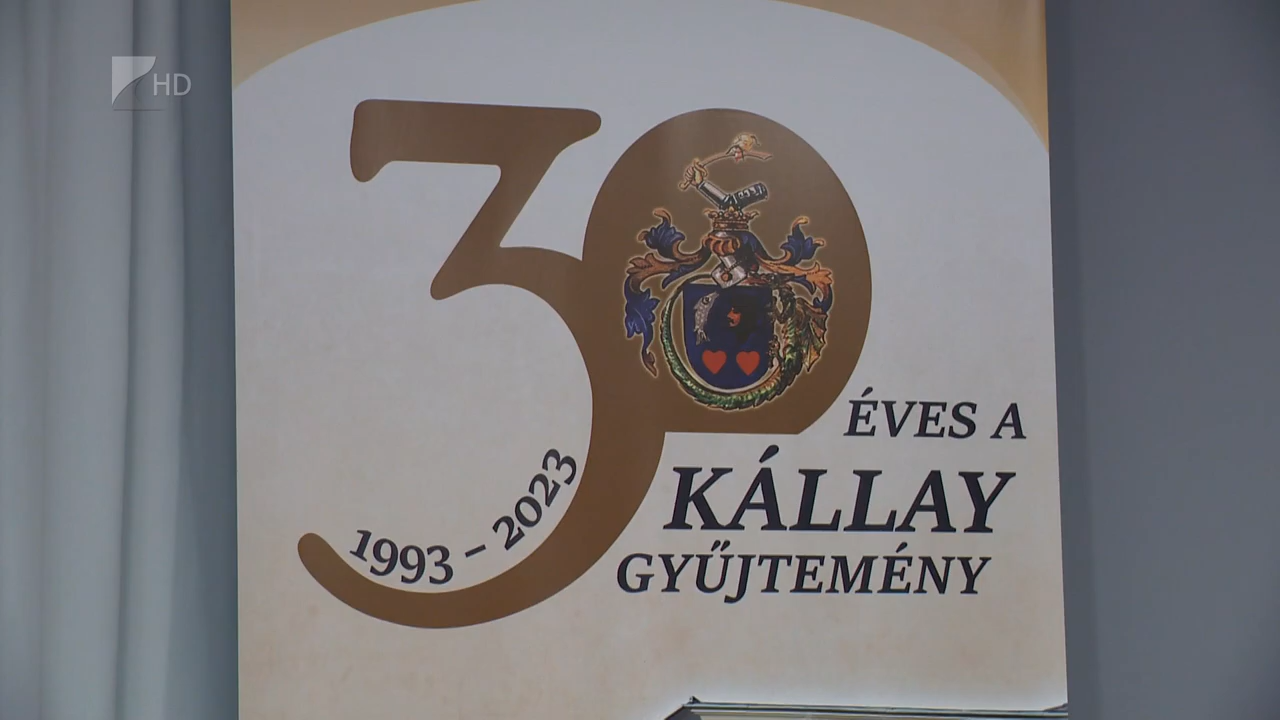 HD
30
ÉVES A
KÁLLAY
GYŰJTEMÉNY
1993 – 2023